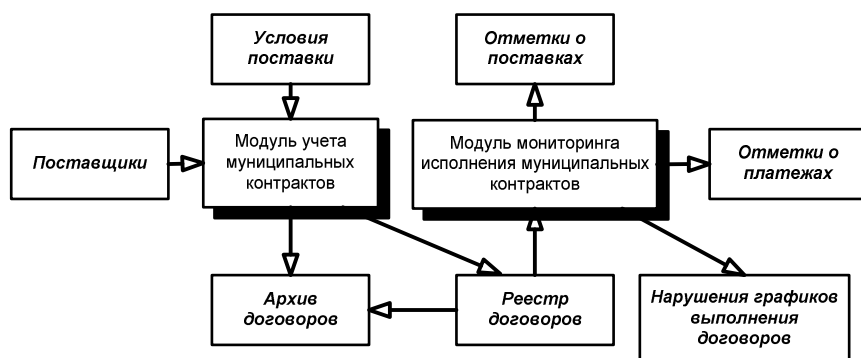 Условия
поставки
Отметки о
поставках
Поставщики
Модуль учета
муниципальных
контрактов
Модуль мониторинга
исполнения муниципальных
контрактов
Отметки о
платежах
Архив
договоров
Реестр
договоров
Нарушения графиков
выполнения
договоров